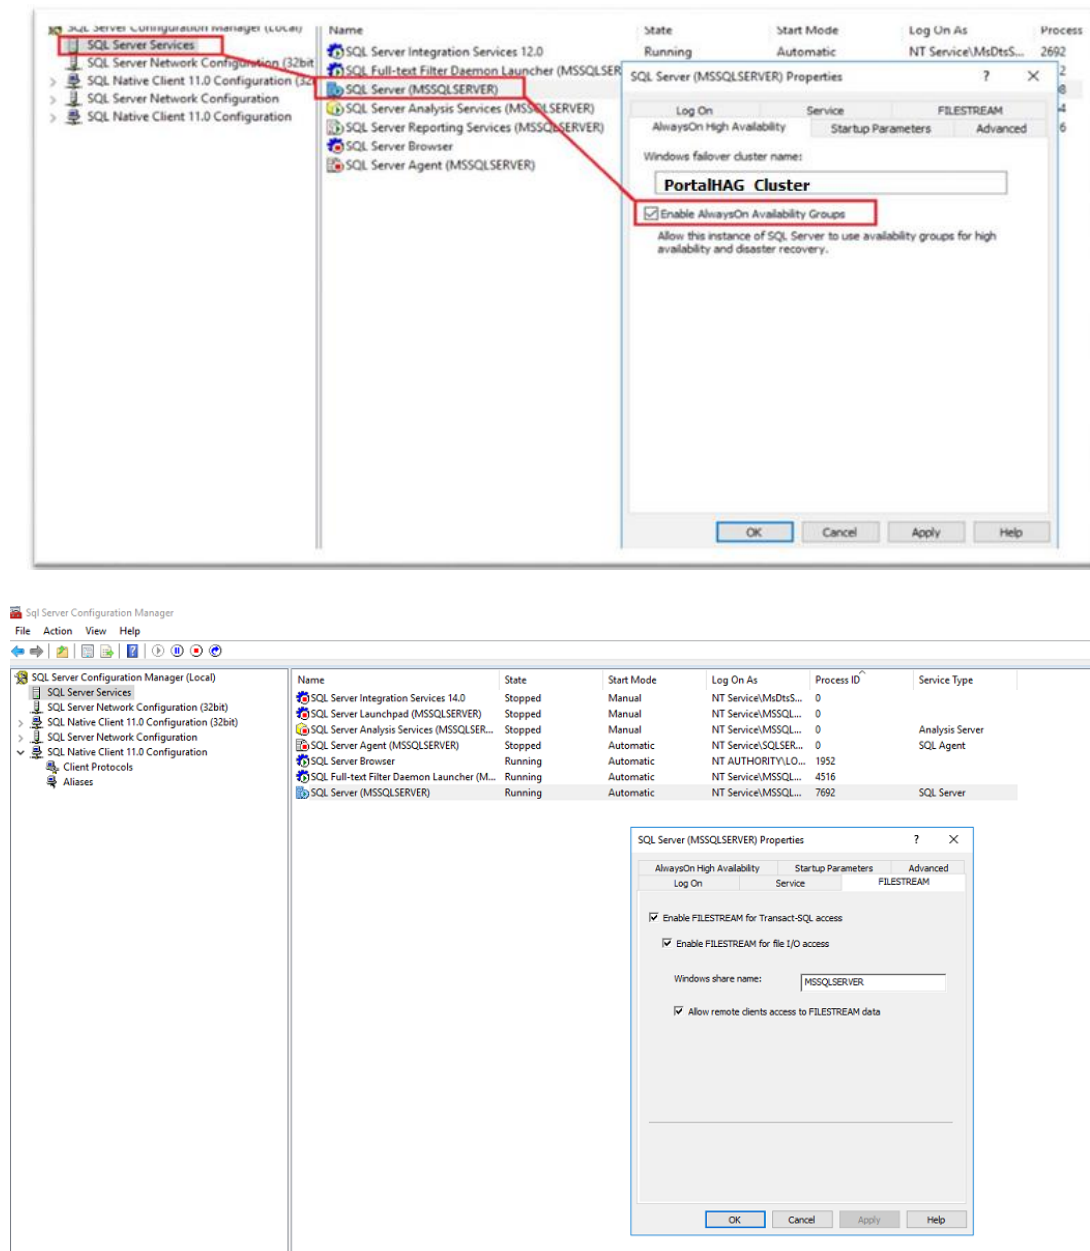 SQL Server Configuration Manager (Local)
SQL Server Services
SQL Server Network Configuration (32bit
SQL Native Client 11.0 Configuration (32
SQL Server Network Configuration
SQL Native Client 11.0 Configuration
Name State Start Mode Log On As Process
SQL Server Integration Services 12.0 Running Automatic NT Service\MsDtsS... 2692
SQL Full-text Filter Daemon Launcher (MSSQLSER 2
SQL Server (MSSQLSERVER) 8
SQL Server Analysis Services (MSSQLSERVER) 4
SQL Server Reporting Services (MSSQLSERVER) 6
SQL Server Browser
SQL Server Agent (MSSQLSERVER)
SQL Server (MSSQLSERVER) Properties ? ×
Log On Service FILESTREAM
AlwaysOn High Availability Startup Parameters Advanced
Windows failover cluster name:
PortalHAG Cluster
Enable AlwaysOn Availability Groups
Allow this instance of SQL Server to use availability groups for high
availability and disaster recovery.
OK Cancel Apply Help
Sql Server Configuration Manager
File Action View Help
SQL Server Configuration Manager (Local)
SQL Server Services
SQL Server Network Configuration (32bit)
SQL Native Client 11.0 Configuration (32bit)
SQL Server Network Configuration
SQL Native Client 11.0 Configuration
Client Protocols
Aliases
Name State Start Mode Log On As Process ID Service Type
SQL Server Integration Services 14.0 Stopped Manual NT Service\MsDtsS... 0
SQL Server Launchpad (MSSQLSERVER) Stopped Manual NT Service\MSSQL... 0
SQL Server Analysis Services (MSSQLSER... Stopped Manual NT Service\MSSQL... 0 Analysis Server
SQL Server Agent (MSSQLSERVER) Stopped Automatic NT Service\SQLSER... 0 SQL Agent
SQL Server Browser Running Automatic NT AUTHORITY\LO... 1952
SQL Full-text Filter Daemon Launcher (M... Running Automatic NT Service\MSSQL... 4516
SQL Server (MSSQLSERVER) Running Automatic NT Service\MSSQL... 7692 SQL Server
SQL Server (MSSQLSERVER) Properties ? ×
AlwaysOn High Availability Startup Parameters Advanced
Log On Service FILESTREAM
Enable FILESTREAM for Transact-SQL access
Enable FILESTREAM for file I/O access
Windows share name: MSSQLSERVER
Allow remote clients access to FILESTREAM data
OK Cancel Apply Help